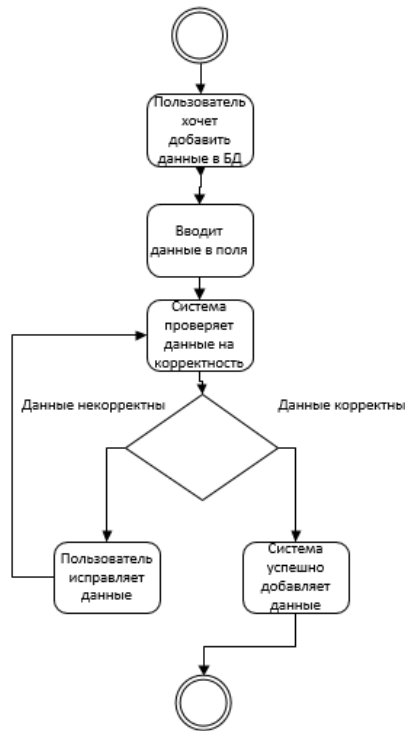 Пользователь
хочет
добавить
данные в БД
Вводит
данные в поля
Система
проверяет
данные на
корректность
Данные некорректны
Данные корректны
Пользователь
исправляет
данные
Система
успешно
добавляет
данные